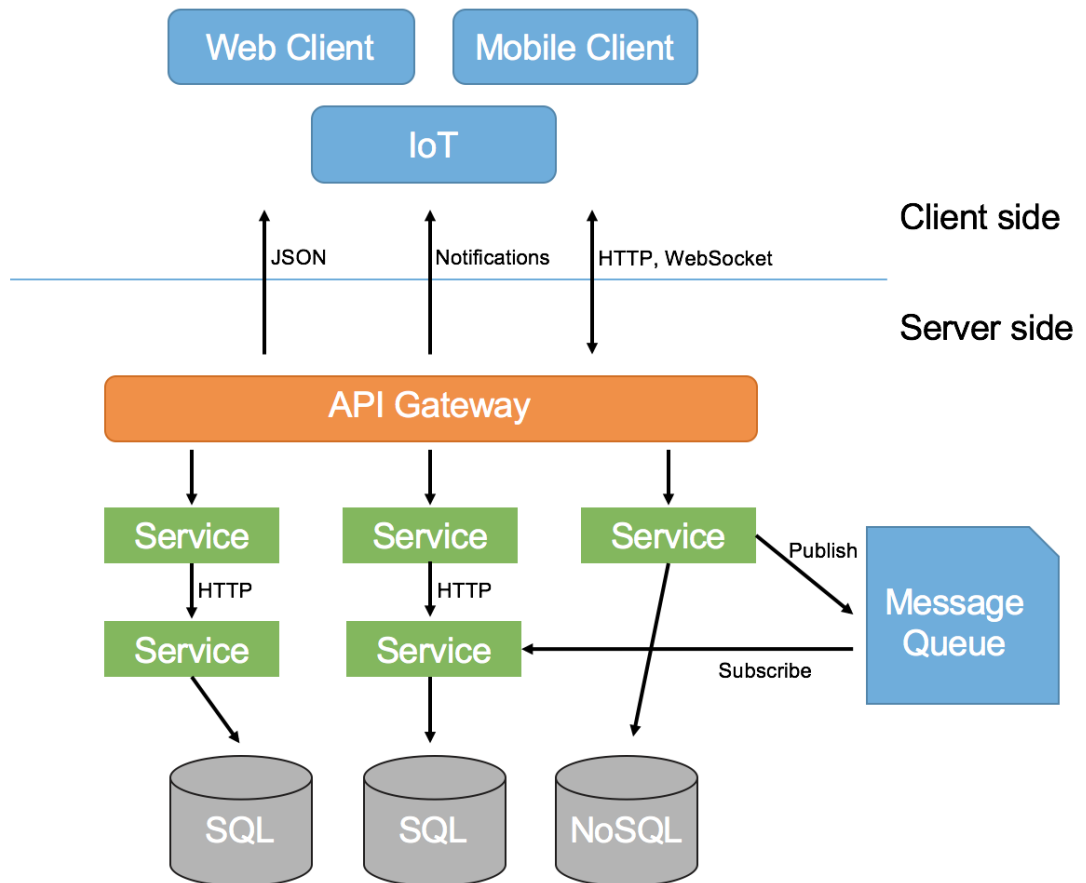 Web Client
Mobile Client
IoT
Client side
JSON
Notifications
HTTP, WebSocket
Server side
API Gateway
Service
Service
Service
Publish
HTTP
HTTP
Message
Queue
Service
Service
Subscribe
SQL
SQL
NoSQL